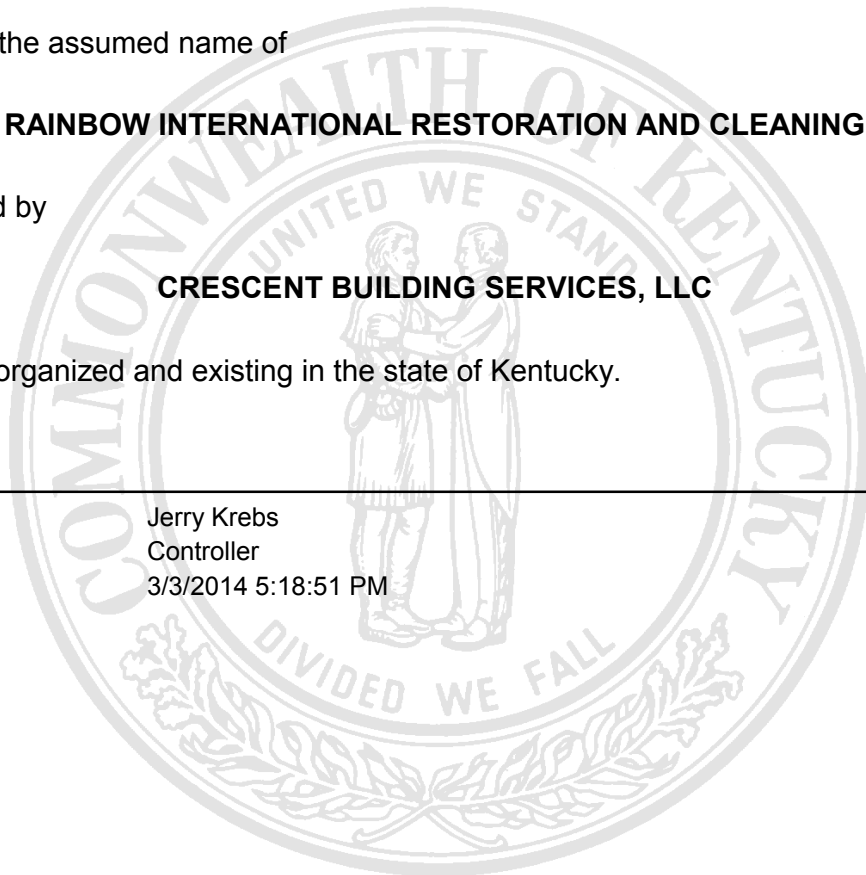 the assumed name of
RAINBOW INTERNATIONAL RESTORATION AND CLEANING
d by
CRESCENT BUILDING SERVICES, LLC
organized and existing in the state of Kentucky.
Jerry Krebs
Controller
3/3/2014 5:18:51 PM
COMMONWEALTH OF KENTUCKY
UNITED WE STAND
DIVIDED WE FALL